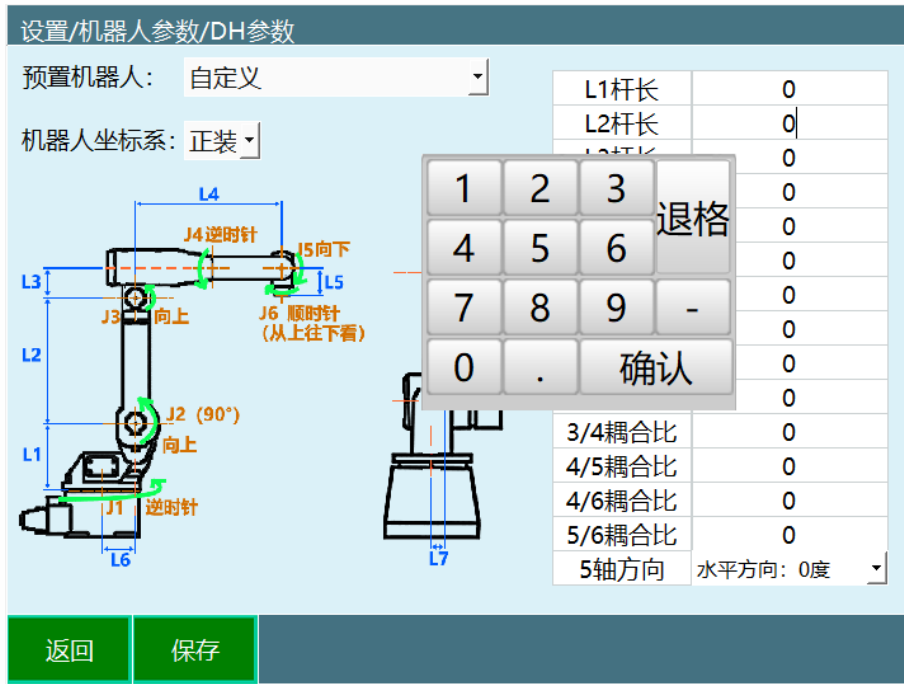 设置/机器人参数/DH参数
预置机器人： 自定义
机器人坐标系： 正装
L1杆长 0
L2杆长 0
0
0
0
0
0
0
0
0
3/4耦合比 0
4/5耦合比 0
4/6耦合比 0
5/6耦合比 0
5轴方向 水平方向：0度
1 2 3 退格
4 5 6
7 8 9 -
0 . 确认
L4
J4逆时针
J5向下
L3
L5
J3 向上
J6 顺时针
（从上往下看）
L2
J2（90°）
向上
L1
J1 逆时针
L6
L7
返回 保存